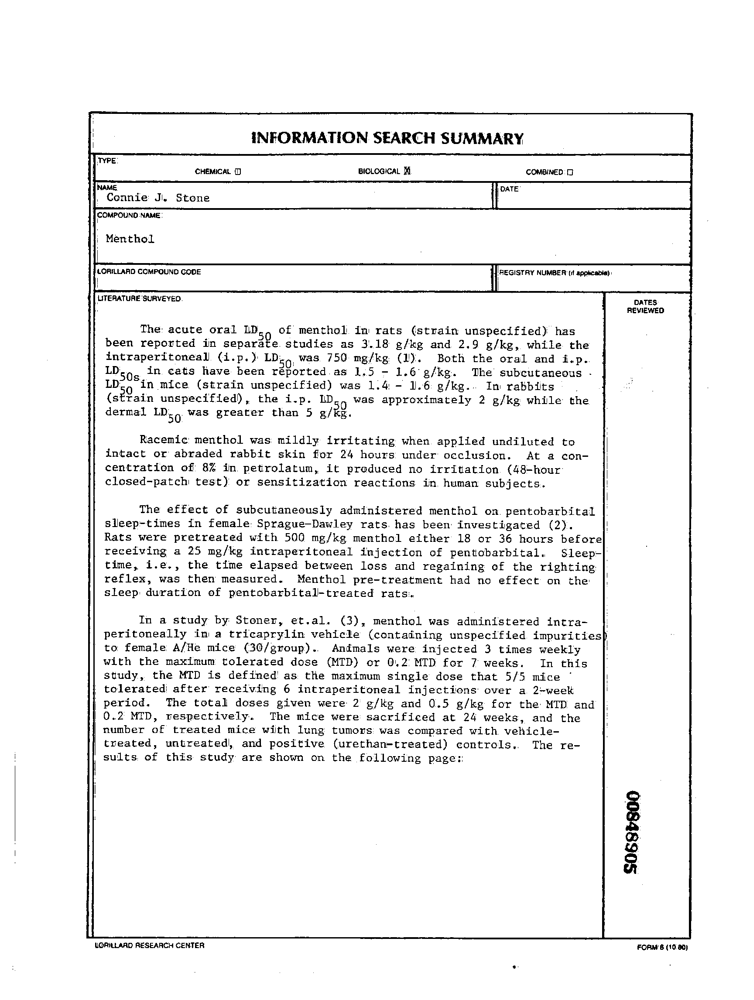 INFORMATION SEARCH SUMMARY
TYPE:
CHEMICAL ☐ BIOLOGICAL ☒ COMBINED ☐
NAME DATE
Connie J. Stone
COMPOUND NAME:
Menthol
LORILLARD COMPOUND CODE REGISTRY NUMBER (if applicable)
LITERATURE SURVEYED DATES
REVIEWED
The acute oral LD50 of menthol in rats (strain unspecified) has
been reported in separate studies as 3.18 g/kg and 2.9 g/kg, while the
intraperitoneal (i.p.) LD50 was 750 mg/kg (1). Both the oral and i.p.
LD50s in cats have been reported as 1.5 - 1.6 g/kg. The subcutaneous
LD50 in mice (strain unspecified) was 1.4 - 1.6 g/kg. In rabbits
(strain unspecified), the i.p. LD50 was approximately 2 g/kg while the
dermal LD50 was greater than 5 g/kg.
Racemic menthol was mildly irritating when applied undiluted to
intact or abraded rabbit skin for 24 hours under occlusion. At a con-
centration of 8% in petrolatum, it produced no irritation (48-hour
closed-patch test) or sensitization reactions in human subjects.
The effect of subcutaneously administered menthol on pentobarbital
sleep-times in female Sprague-Dawley rats has been investigated (2).
Rats were pretreated with 500 mg/kg menthol either 18 or 36 hours before
receiving a 25 mg/kg intraperitoneal injection of pentobarbital. Sleep-
time, i.e., the time elapsed between loss and regaining of the righting
reflex, was then measured. Menthol pre-treatment had no effect on the
sleep duration of pentobarbital-treated rats.
In a study by Stoner, et.al. (3), menthol was administered intra-
peritoneally in a tricaprylin vehicle (containing unspecified impurities)
to female A/He mice (30/group). Animals were injected 3 times weekly
with the maximum tolerated dose (MTD) or 0.2 MTD for 7 weeks. In this
study, the MTD is defined as the maximum single dose that 5/5 mice
tolerated after receiving 6 intraperitoneal injections over a 2-week
period. The total doses given were 2 g/kg and 0.5 g/kg for the MTD and
0.2 MTD, respectively. The mice were sacrificed at 24 weeks, and the
number of treated mice with lung tumors was compared with vehicle-
treated, untreated, and positive (urethan-treated) controls. The re-
sults of this study are shown on the following page:
00848905
LORILLARD RESEARCH CENTER FORM 6 (10 80)